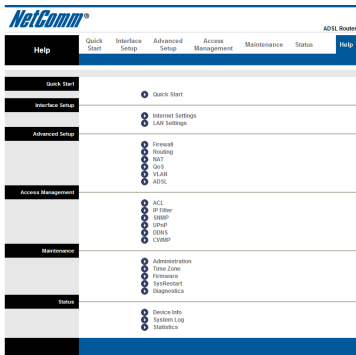 NetComm®
ADSL Router
Help
Quick Start
Interface Setup
Advanced Setup
Access Management
Maintenance
Status
Help
Quick Start
Quick Start
Interface Setup
Internet Settings
LAN Settings
Advanced Setup
Firewall
Routing
NAT
QoS
VLAN
ADSL
Access Management
ACL
IP Filter
SNMP
UPnP
DDNS
CWMP
Maintenance
Administration
Time Zone
Firmware
SysRestart
Diagnostics
Status
Device Info
System Log
Statistics